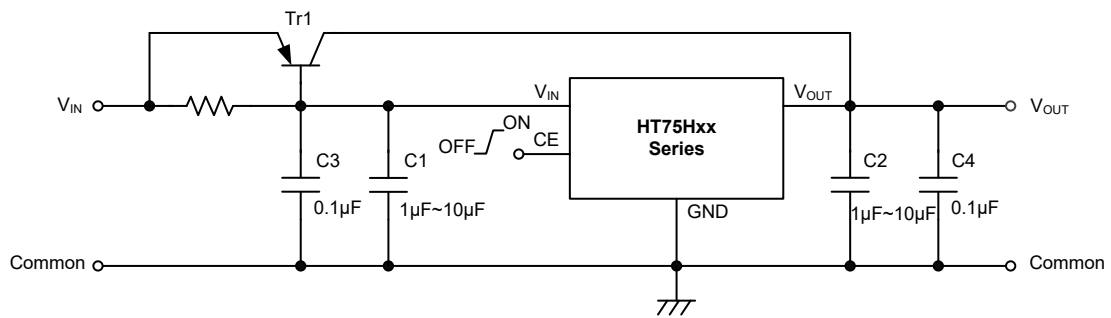 Tr1
VIN
VIN
VOUT
VOUT
HT75Hxx
Series
OFF
ON
CE
C3
C1
C2
C4
0.1μF
1μF~10μF
GND
1μF~10μF
0.1μF
Common
Common